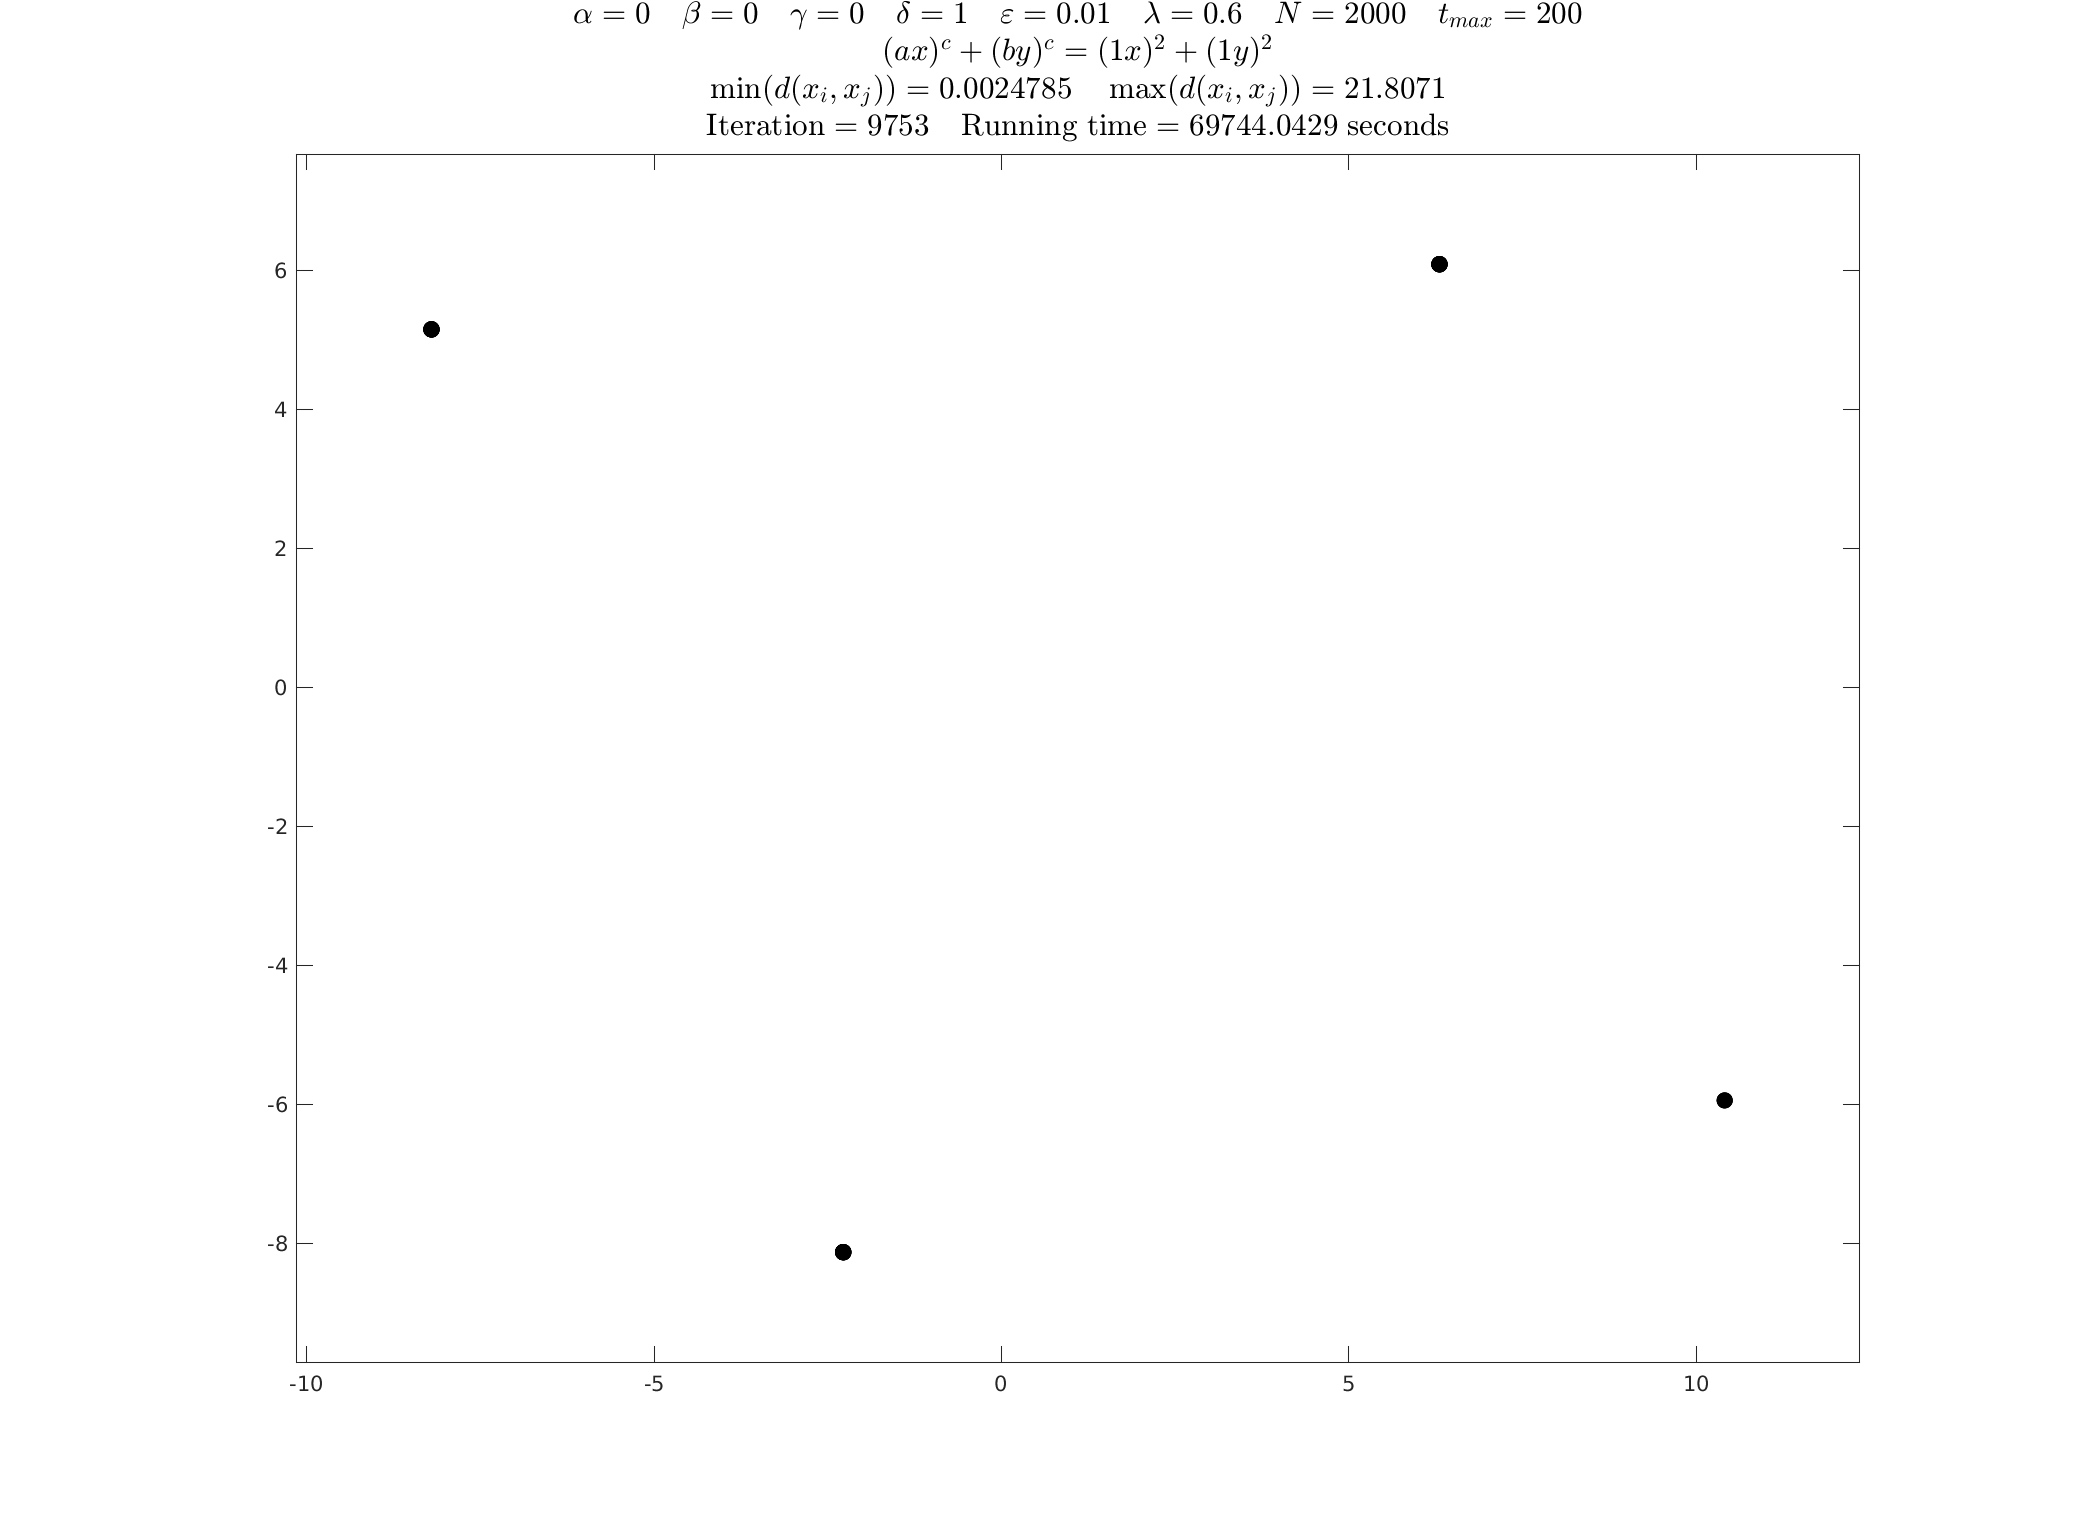 α = 0 β = 0 γ = 0 δ = 1 ε = 0.01 λ = 0.6 N = 2000 t_max = 200
(ax)^c + (by)^c = (1x)^2 + (1y)^2
min(d(x_i, x_j)) = 0.0024785 max(d(x_i, x_j)) = 21.8071
Iteration = 9753 Running time = 69744.0429 seconds
6
4
2
0
-2
-4
-6
-8
-10 -5 0 5 10